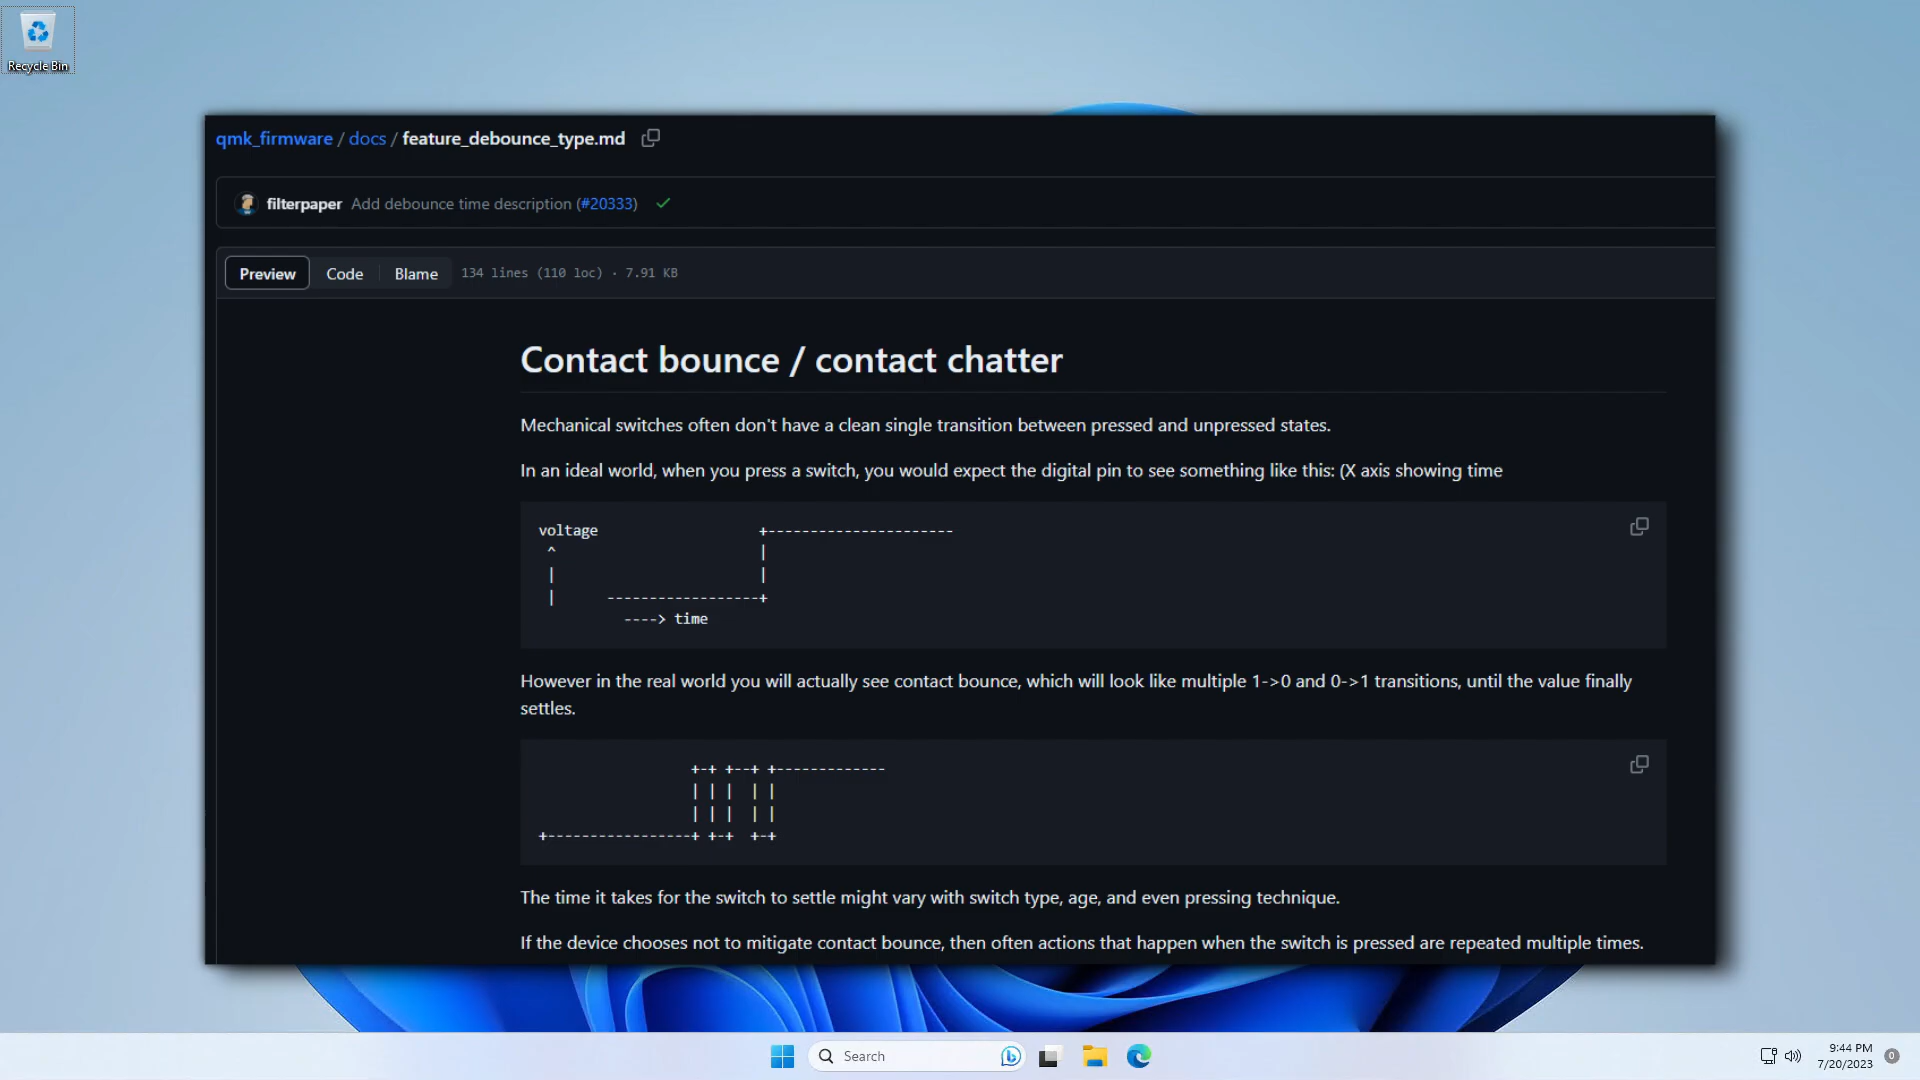 Recycle Bin
qmk_firmware / docs / feature_debounce_type.md
filterpaper Add debounce time description (#20333)
Preview Code Blame 134 lines (110 loc) · 7.91 KB
Contact bounce / contact chatter
Mechanical switches often don't have a clean single transition between pressed and unpressed states.
In an ideal world, when you press a switch, you would expect the digital pin to see something like this: (X axis showing time
voltage                   +----------------------
 ^                        |
 |                        |
 |      ------------------+
          ----> time
However in the real world you will actually see contact bounce, which will look like multiple 1->0 and 0->1 transitions, until the value finally
settles.
                  +-+ +--+ +-------------
                  | | |  | |
                  | | |  | |
+-----------------+ +-+  +-+
The time it takes for the switch to settle might vary with switch type, age, and even pressing technique.
If the device chooses not to mitigate contact bounce, then often actions that happen when the switch is pressed are repeated multiple times.
Search
9:44 PM
7/20/2023
0